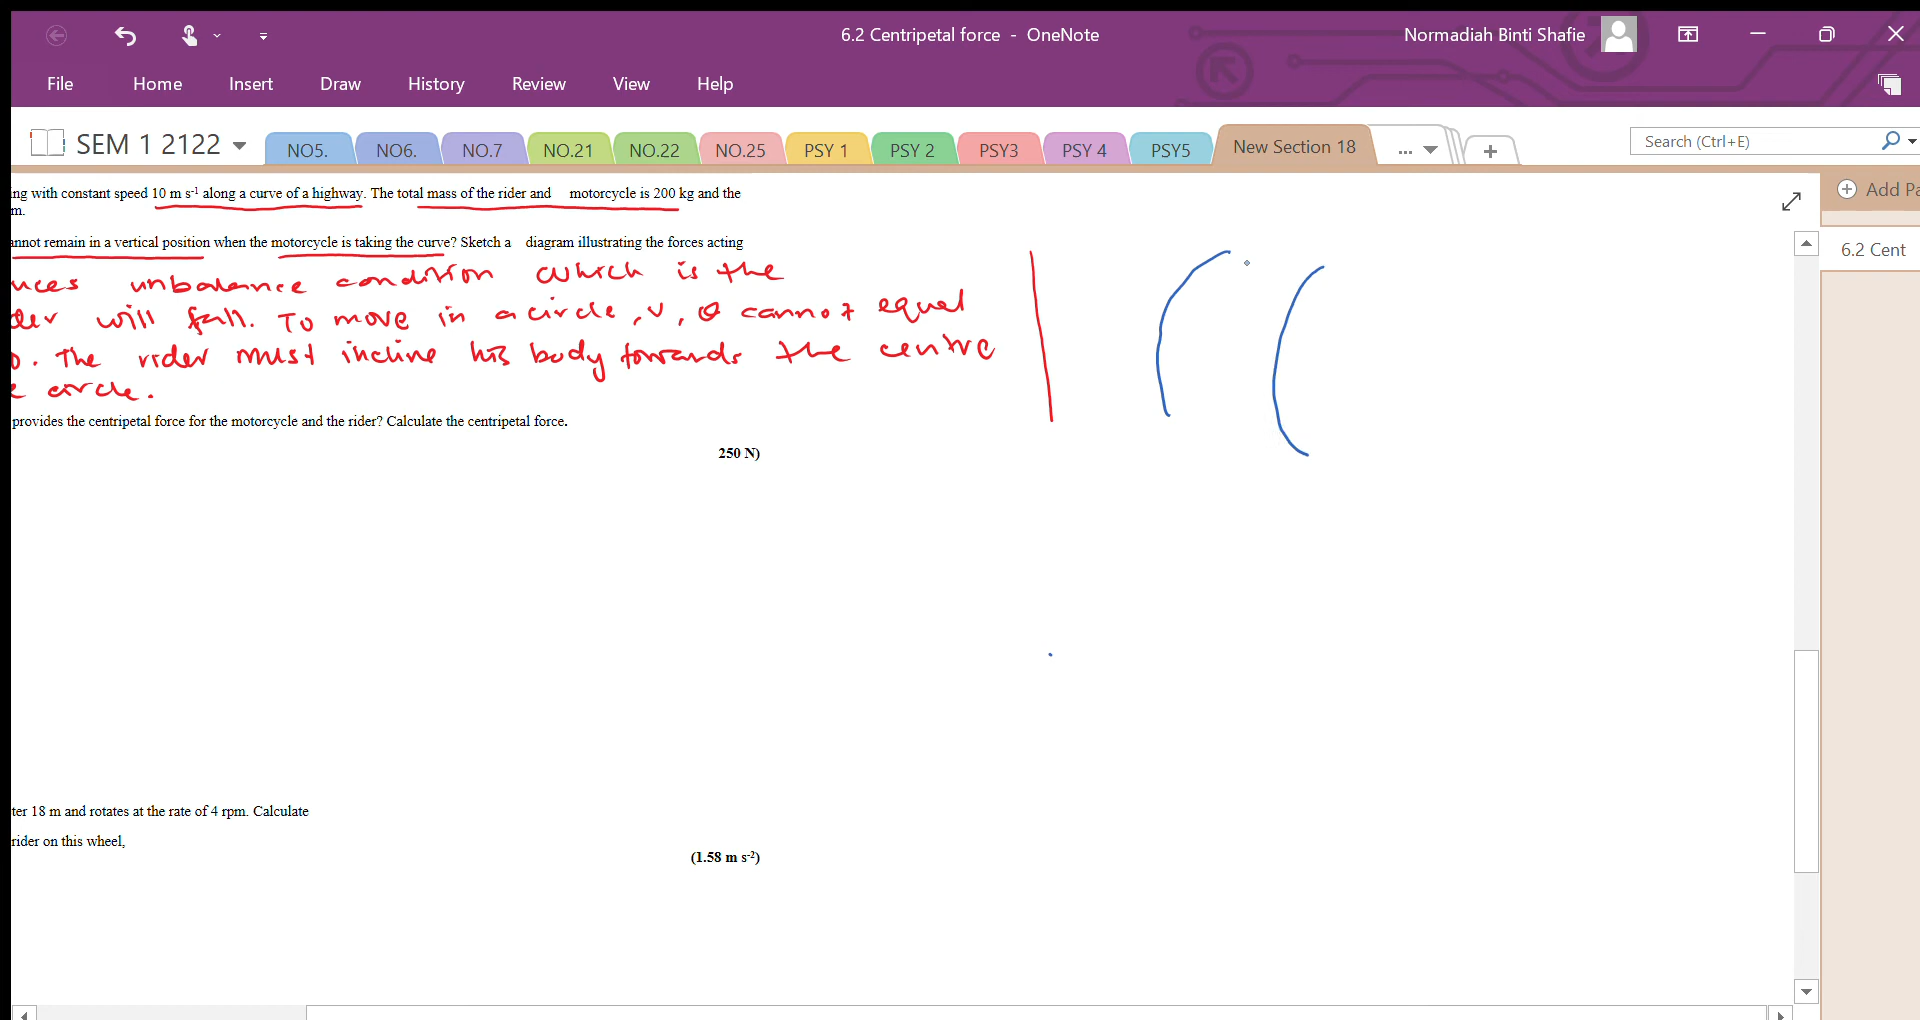 6.2 Centripetal force - OneNote
Normadiah Binti Shafie
File Home Insert Draw History Review View Help
SEM 1 2122
NO5. NO6. NO.7 NO.21 NO.22 NO.25 PSY 1 PSY 2 PSY3 PSY 4 PSY5 New Section 18 ...
Search (Ctrl+E)
Add Pa
6.2 Cent
ing with constant speed 10 m s⁻¹ along a curve of a highway. The total mass of the rider and motorcycle is 200 kg and the
m.
annot remain in a vertical position when the motorcycle is taking the curve? Sketch a diagram illustrating the forces acting
uces unbalance condition which is the
der will fall. To move in a circle, v, θ cannot equal
o. The rider must incline his body towards the centre
e circle.
provides the centripetal force for the motorcycle and the rider? Calculate the centripetal force.
250 N)
ter 18 m and rotates at the rate of 4 rpm. Calculate
rider on this wheel,
(1.58 m s⁻²)